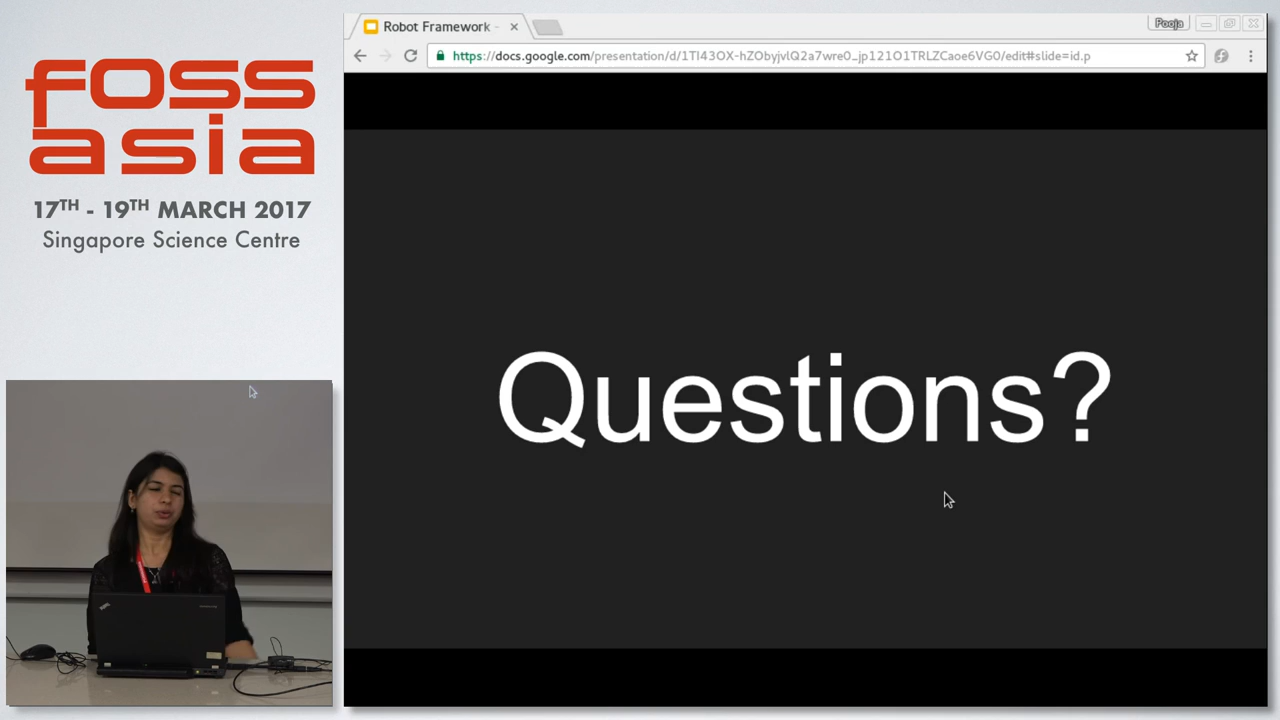 foss
asia
17TH - 19TH MARCH 2017
Singapore Science Centre
Robot Framework -
Pooja
https://docs.google.com/presentation/d/1Tl43OX-hZObyjvlQ2a7wre0_jp121O1TRLZCaoe6VG0/edit#slide=id.p
Questions?